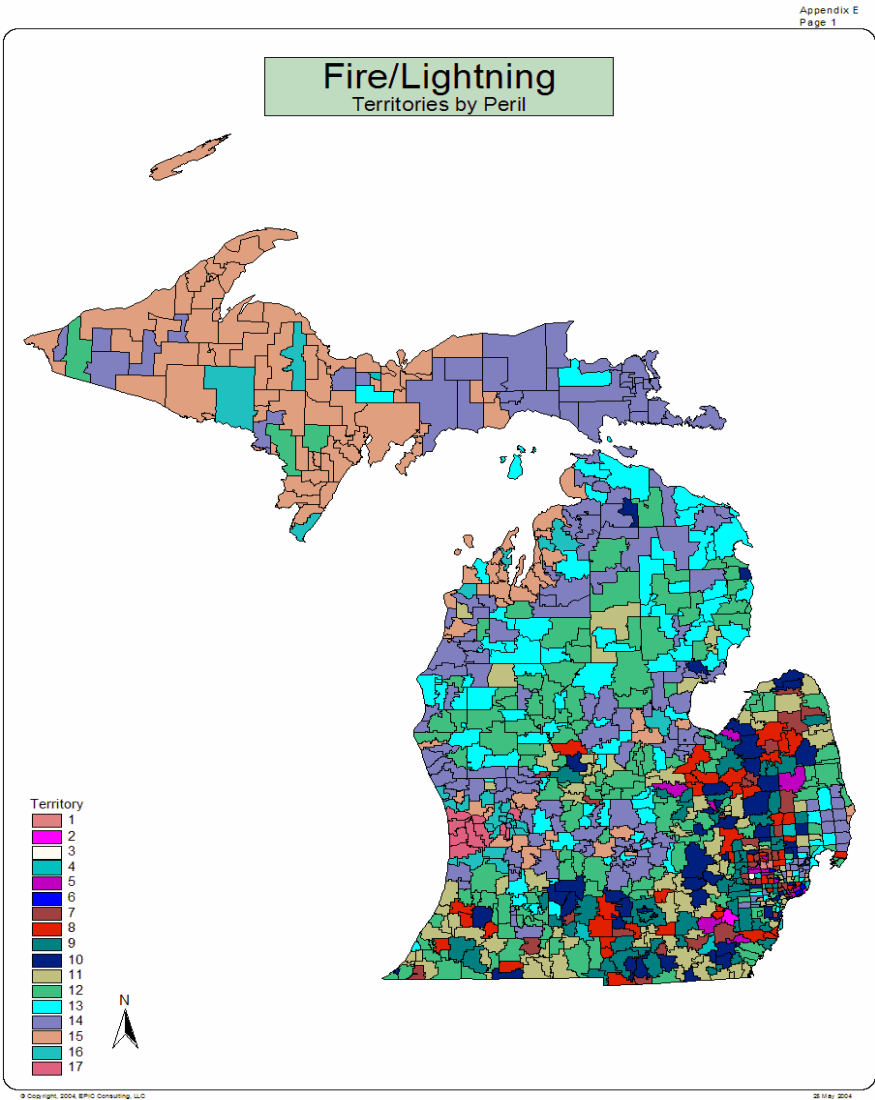 Appendix E
Page 1
Fire/Lightning
Territories by Peril
Territory
1
2
3
4
5
6
7
8
9
10
11
12
13
14
15
16
17
N
© Copyright, 2004, EPIC Consulting, LLC
25 May 2004